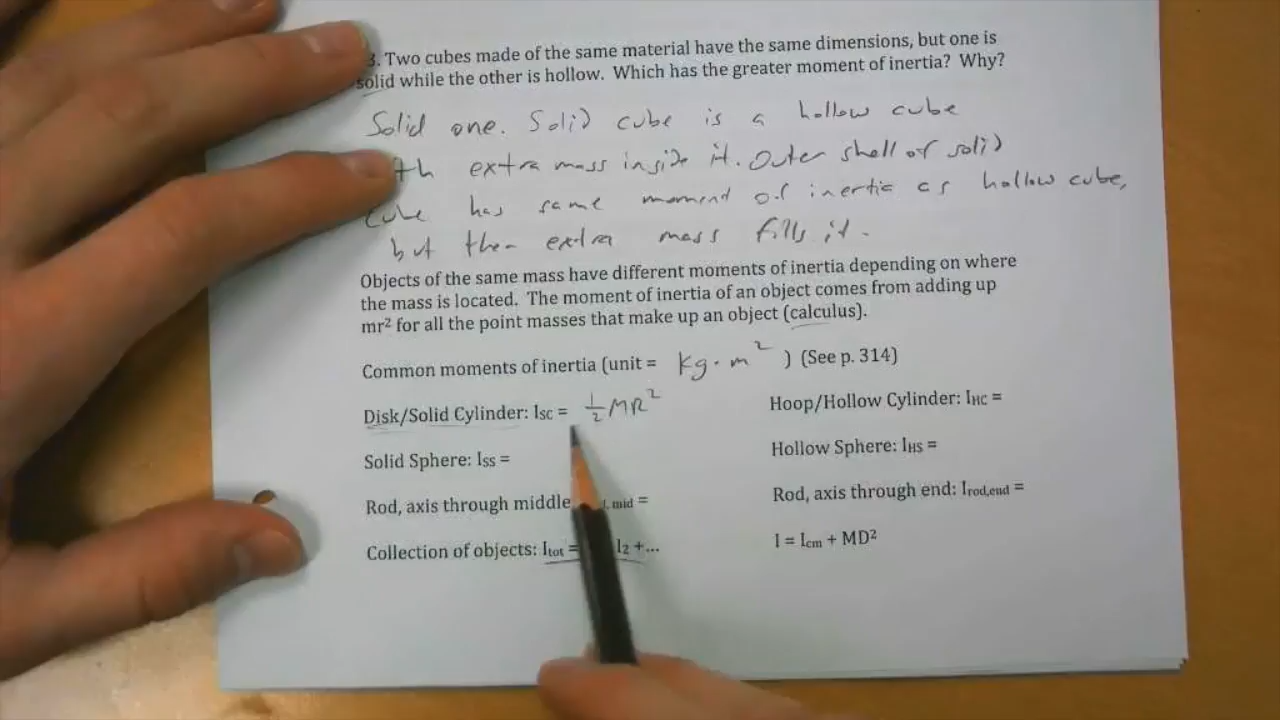 3. Two cubes made of the same material have the same dimensions, but one is
solid while the other is hollow. Which has the greater moment of inertia? Why?
Solid one. Solid cube is a hollow cube
th extra mass inside it. Outer shell of solid
cube has same moment of inertia as hollow cube,
but then extra mass fills it.
Objects of the same mass have different moments of inertia depending on where
the mass is located. The moment of inertia of an object comes from adding up
mr² for all the point masses that make up an object (calculus).
Common moments of inertia (unit = kg·m² ) (See p. 314)
Disk/Solid Cylinder: ISC = ½MR²
Hoop/Hollow Cylinder: IHC =
Solid Sphere: ISS =
Hollow Sphere: IHS =
Rod, axis through middle mid =
Rod, axis through end: Irod,end =
Collection of objects: Itot = I2 +...
I = Icm + MD²